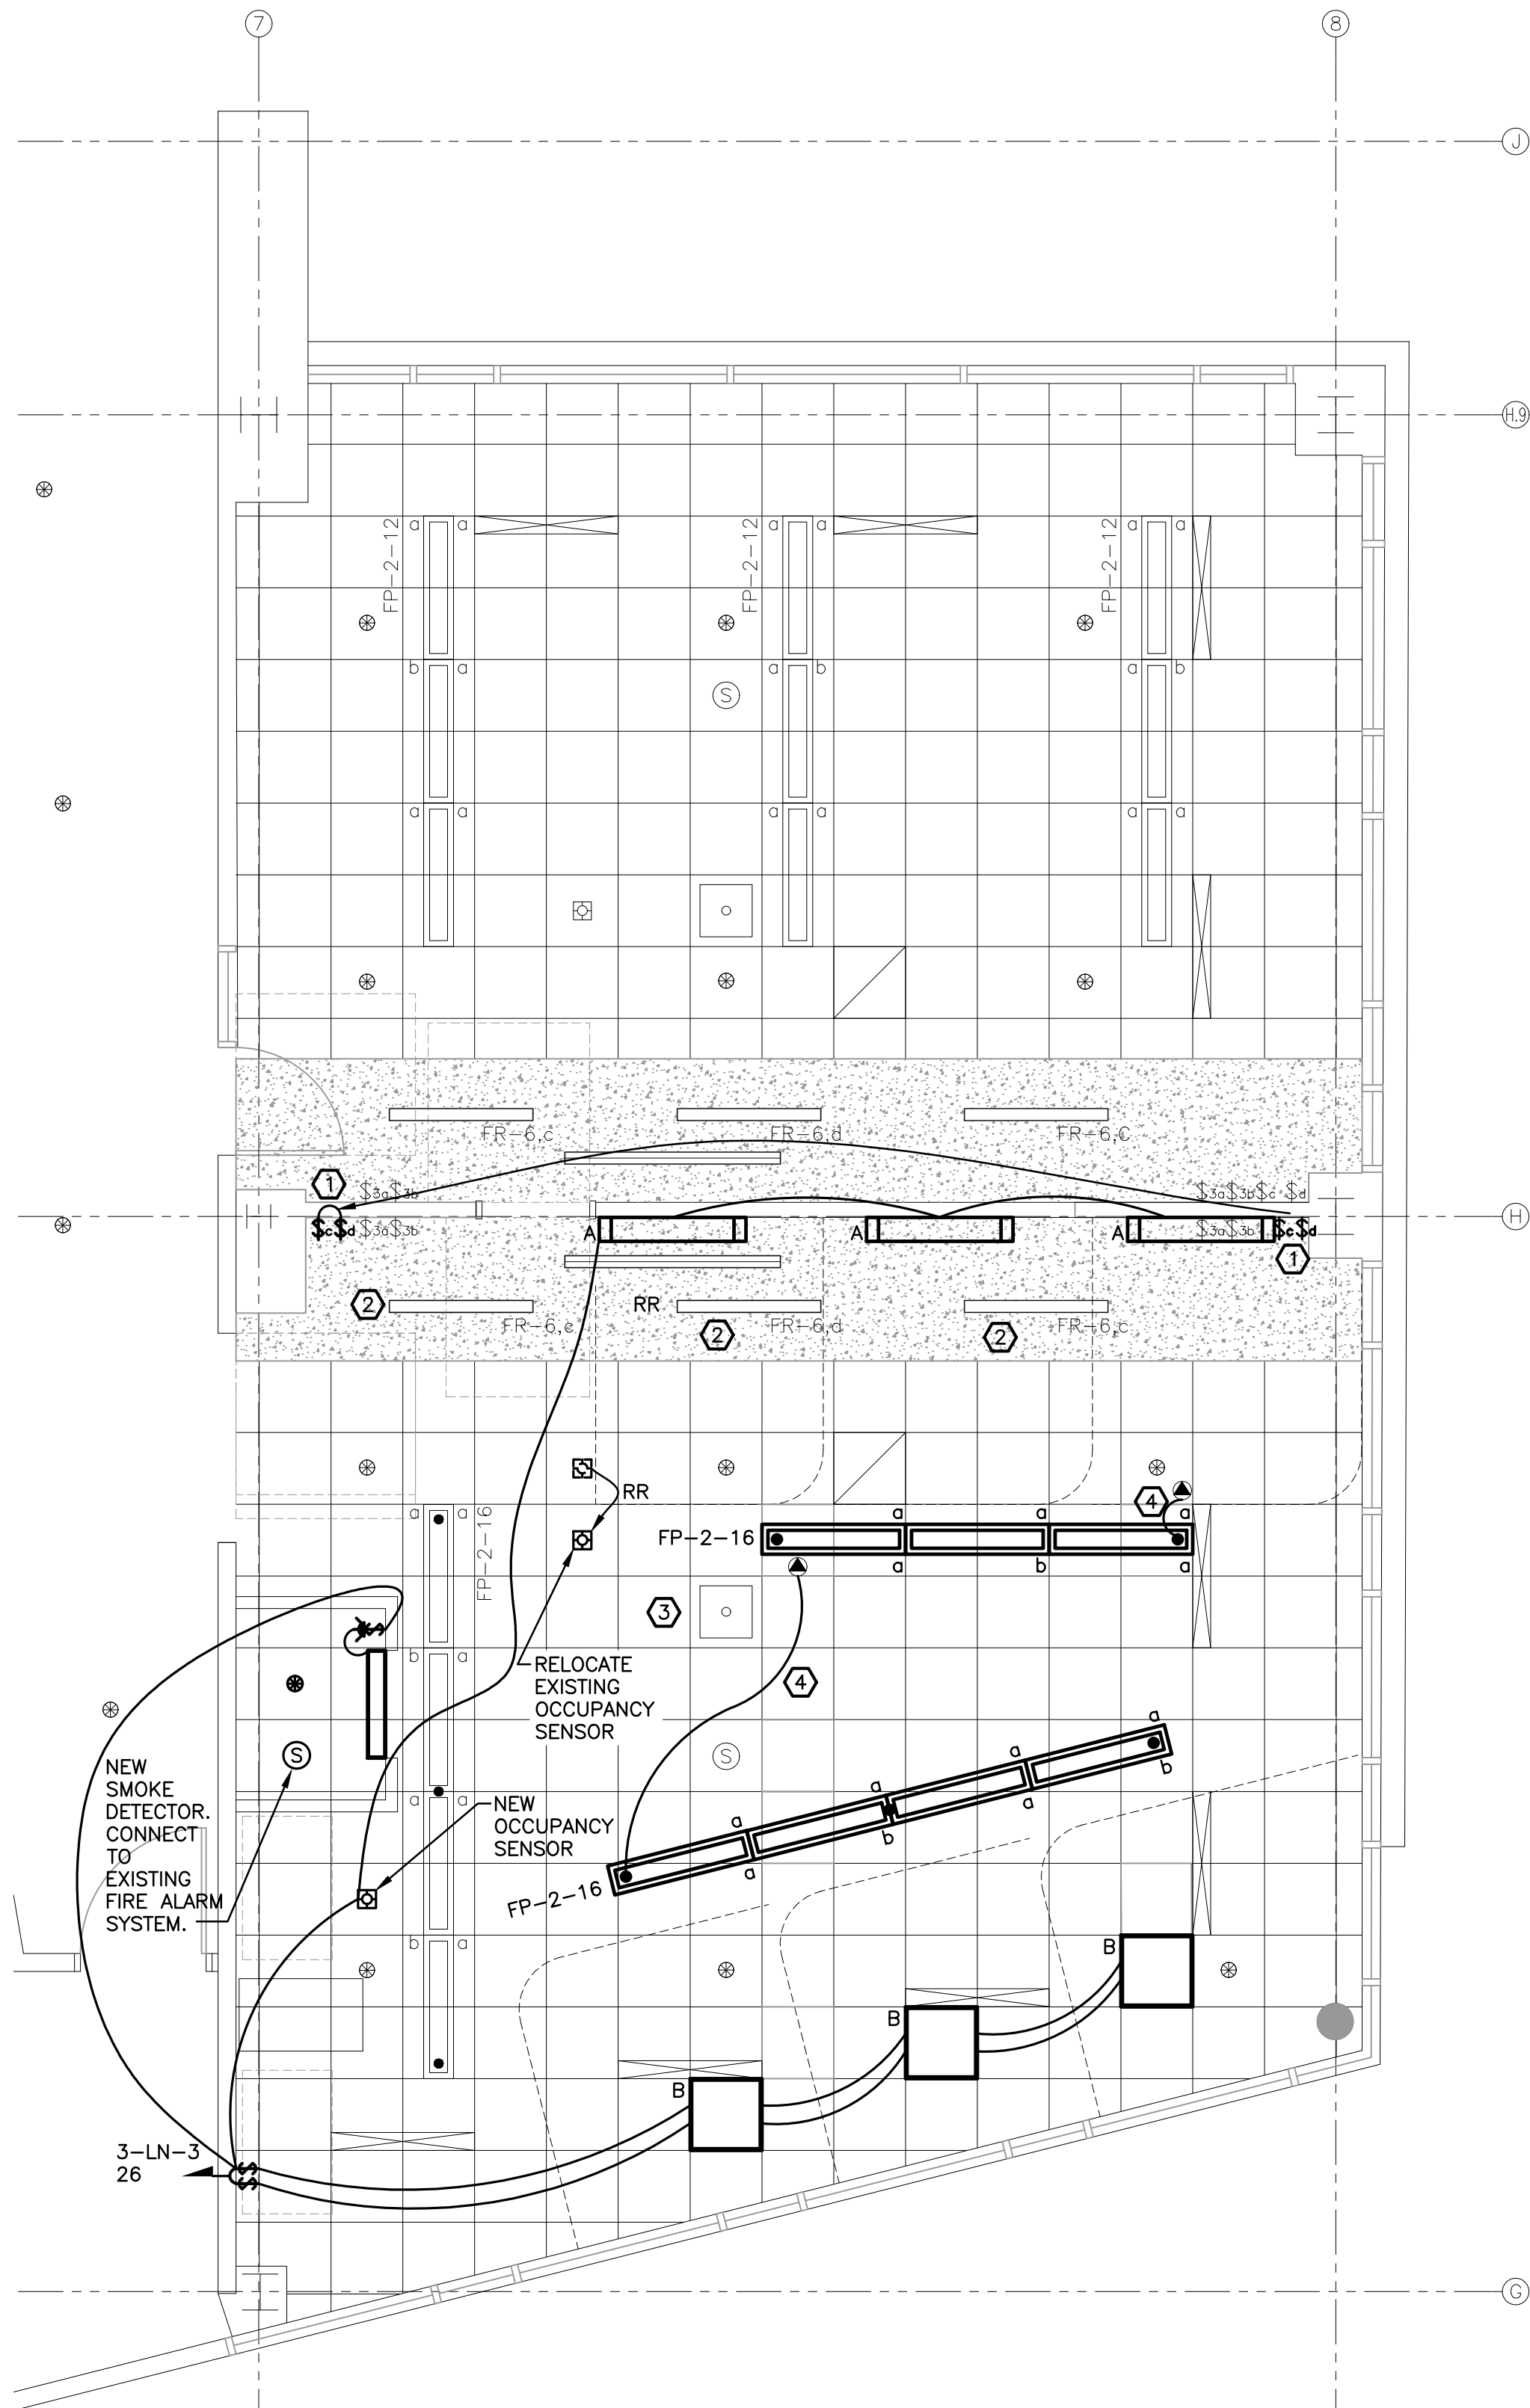 7
8
J
H.9
FP-2-12
a
a
FP-2-12
a
a
FP-2-12
a
a
b
a
a
b
a
b
S
a
a
a
a
a
a
FR-6,c
FR-6,d
FR-6,C
1
$3a$3b
$3a$3b$c $d
H
$c$d$3a$3b
A
A
A
$3a$3b$c$d
1
2
RR
FR-6,c
2
FR-6,d
2
FR-6,c
RR
4
a
a
FP-2-16
FP-2-16
a
a
a
a
b
a
3
$
b
a
RELOCATE
EXISTING
OCCUPANCY
SENSOR
4
S
S
a
a
a
a
b
a
b
a
a
b
FP-2-16
NEW
SMOKE
DETECTOR.
CONNECT
TO
EXISTING
FIRE ALARM
SYSTEM.
NEW
OCCUPANCY
SENSOR
b
a
B
B
B
3-LN-3
26
$
$
G